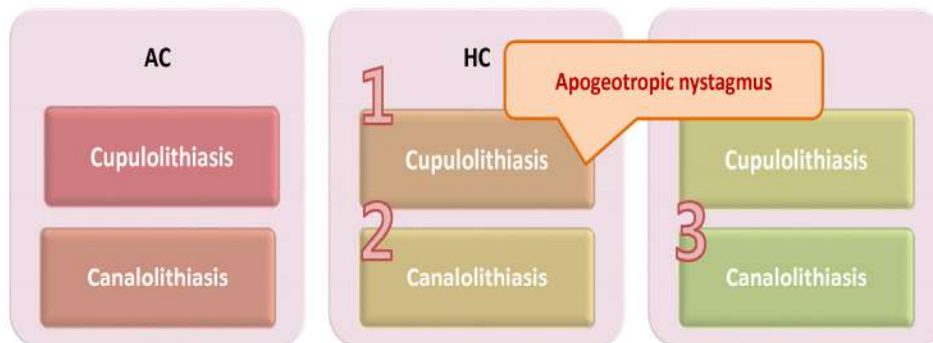 AC
HC
Apogeotropic nystagmus
1
Cupulolithiasis
Cupulolithiasis
Cupulolithiasis
2
3
Canalolithiasis
Canalolithiasis
Canalolithiasis